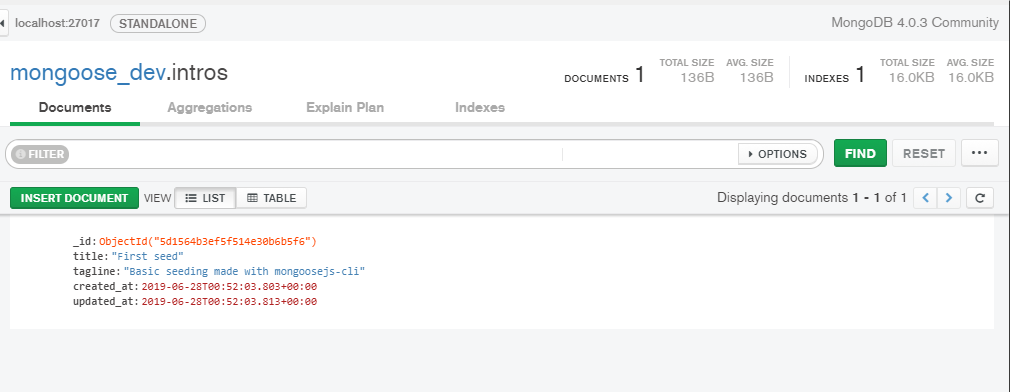 localhost:27017 STANDALONE MongoDB 4.0.3 Community
mongoose_dev.intros
DOCUMENTS 1 TOTAL SIZE 136B AVG. SIZE 136B INDEXES 1 TOTAL SIZE 16.0KB AVG. SIZE 16.0KB
Documents Aggregations Explain Plan Indexes
FILTER OPTIONS FIND RESET ...
INSERT DOCUMENT VIEW LIST TABLE Displaying documents 1 - 1 of 1
_id: ObjectId("5d1564b3ef5f514e30b6b5f6")
title: "First seed"
tagline: "Basic seeding made with mongoosejs-cli"
created_at: 2019-06-28T00:52:03.803+00:00
updated_at: 2019-06-28T00:52:03.813+00:00